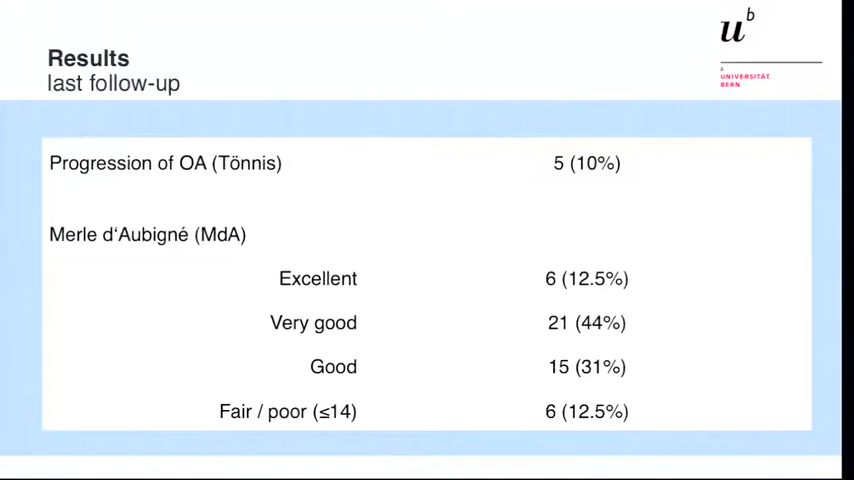 u^b
Results
last follow-up
UNIVERSITÄT
BERN
Progression of OA (Tönnis) 5 (10%)
Merle d‘Aubigné (MdA)
Excellent 6 (12.5%)
Very good 21 (44%)
Good 15 (31%)
Fair / poor (≤14) 6 (12.5%)